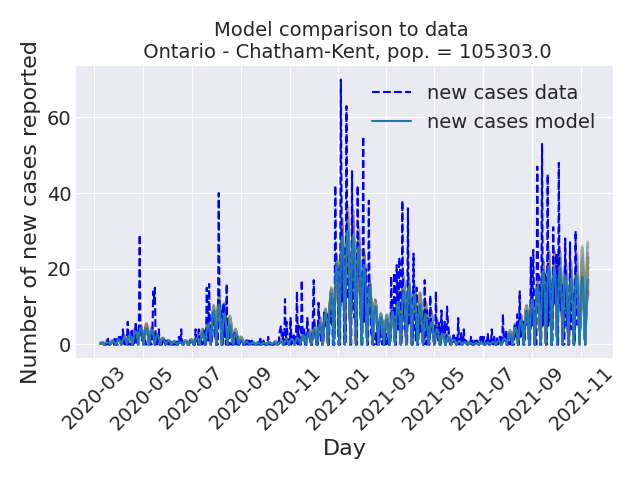 Model comparison to data
Ontario - Chatham-Kent, pop. = 105303.0
Number of new cases reported
60
40
20
0
new cases data
new cases model
2020-03
2020-05
2020-07
2020-09
2020-11
2021-01
2021-03
2021-05
2021-07
2021-09
2021-11
Day